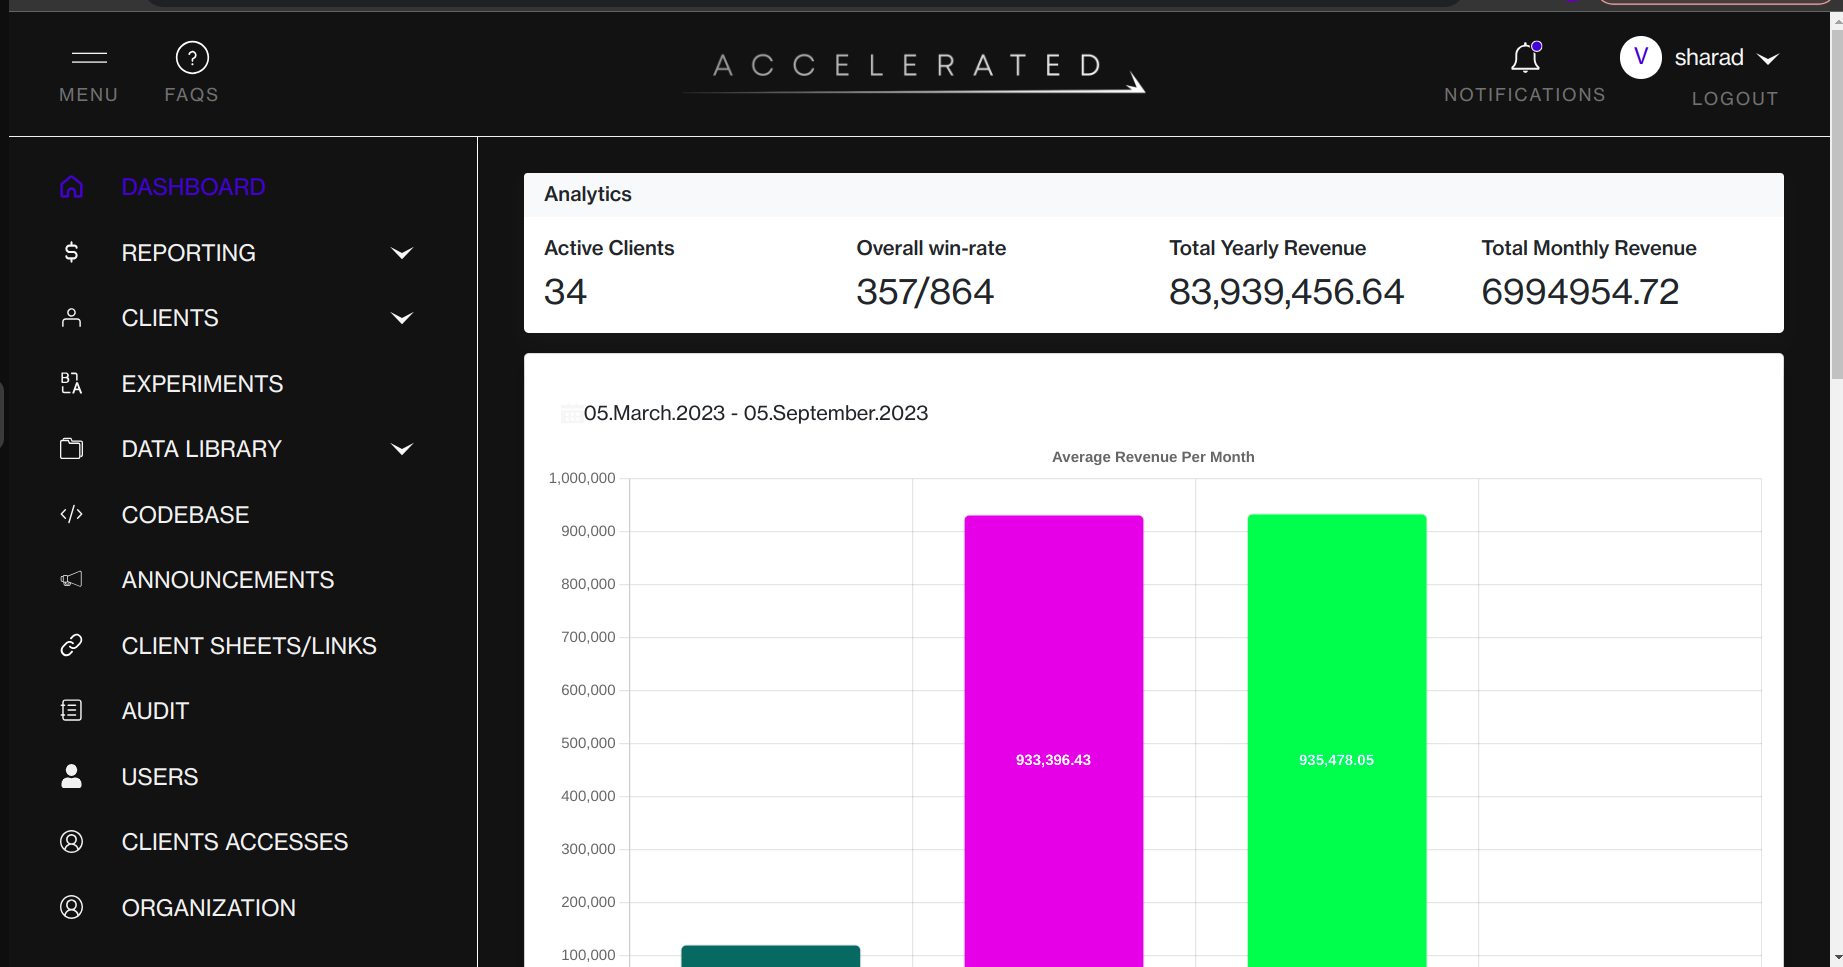 MENU
?
FAQS
ACCELERATED
NOTIFICATIONS
V
sharad
LOGOUT
DASHBOARD
$
REPORTING
CLIENTS
B
A
EXPERIMENTS
DATA LIBRARY
</>
CODEBASE
ANNOUNCEMENTS
CLIENT SHEETS/LINKS
AUDIT
USERS
CLIENTS ACCESSES
ORGANIZATION
Analytics
Active Clients
34
Overall win-rate
357/864
Total Yearly Revenue
83,939,456.64
Total Monthly Revenue
6994954.72
05.March.2023 - 05.September.2023
Average Revenue Per Month
1,000,000
900,000
800,000
700,000
600,000
500,000
400,000
300,000
200,000
100,000
933,396.43
935,478.05